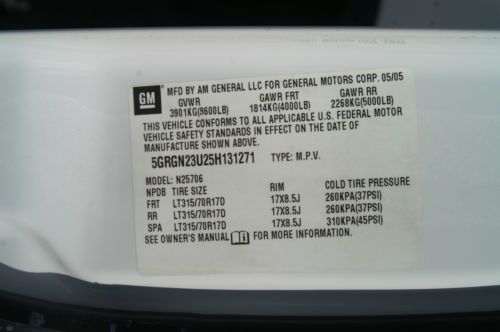 GM
MFD BY AM GENERAL LLC FOR GENERAL MOTORS CORP. 05/05
GVWR GAWR FRT GAWR RR
3901KG(8600LB) 1814KG(4000LB) 2268KG(5000LB)
THIS VEHICLE CONFORMS TO ALL APPLICABLE U.S. FEDERAL MOTOR
VEHICLE SAFETY STANDARDS IN EFFECT ON THE DATE OF
MANUFACTURE SHOWN ABOVE.
5GRGN23U25H131271 TYPE: M.P.V.
MODEL: N25706
NPDB TIRE SIZE RIM COLD TIRE PRESSURE
FRT LT315/70R17D 17X8.5J 260KPA(37PSI)
RR LT315/70R17D 17X8.5J 260KPA(37PSI)
SPA LT315/70R17D 17X8.5J 310KPA(45PSI)
SEE OWNER'S MANUAL FOR MORE INFORMATION.